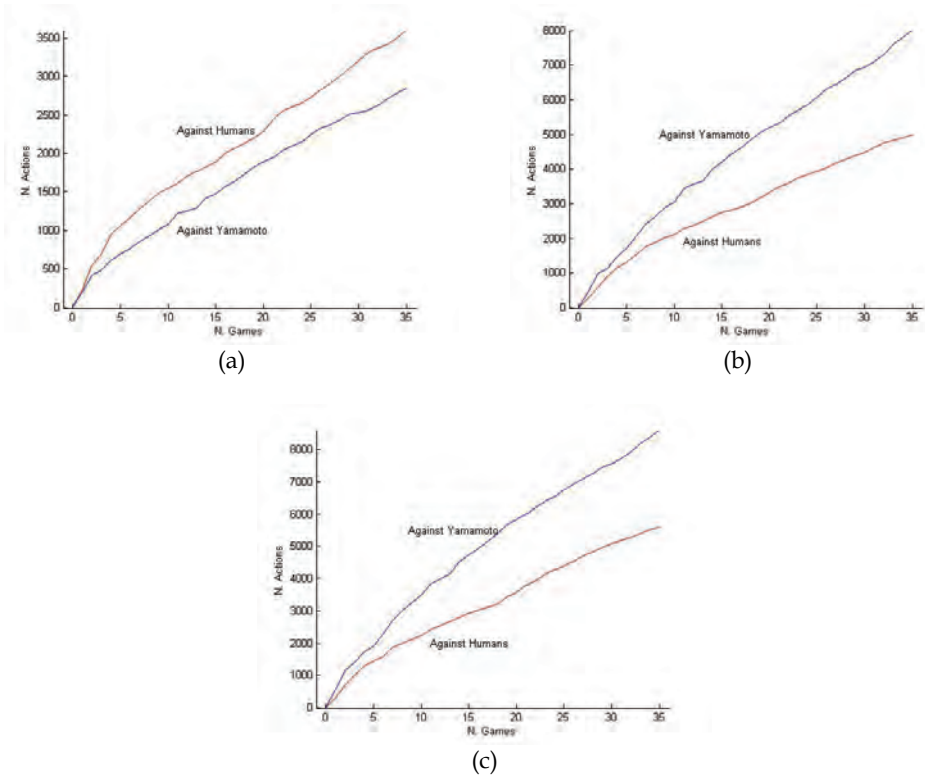 3500
3000
2500
2000
1500
1000
500
0
N. Actions
Against Humans
Against Yamamoto
0 5 10 15 20 25 30 35
N. Games
(a)
8000
7000
6000
5000
4000
3000
2000
1000
0
N. Actions
Against Yamamoto
Against Humans
0 5 10 15 20 25 30 35
N. Games
(b)
8000
7000
6000
5000
4000
3000
2000
1000
0
N. Actions
Against Yamamoto
Against Humans
0 5 10 15 20 25 30 35
N. Games
(c)